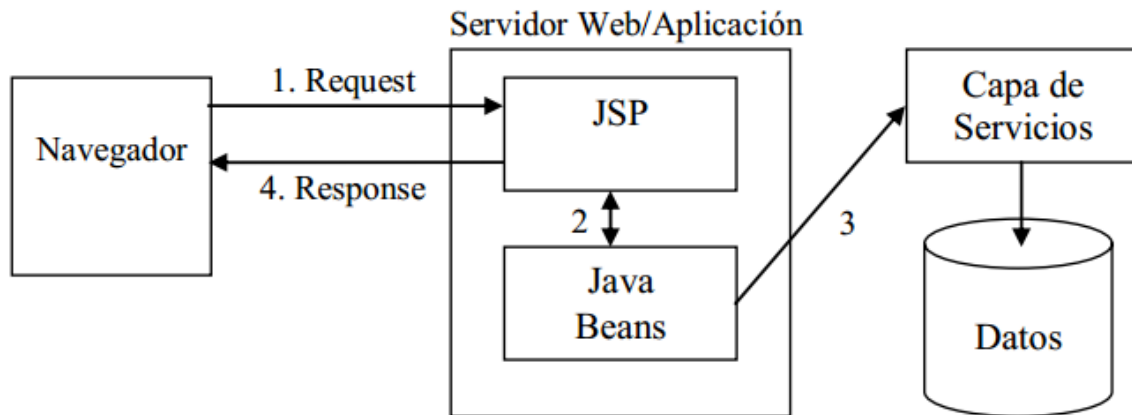 Servidor Web/Aplicación
Navegador
1. Request
4. Response
JSP
2
Java
Beans
3
Capa de
Servicios
Datos